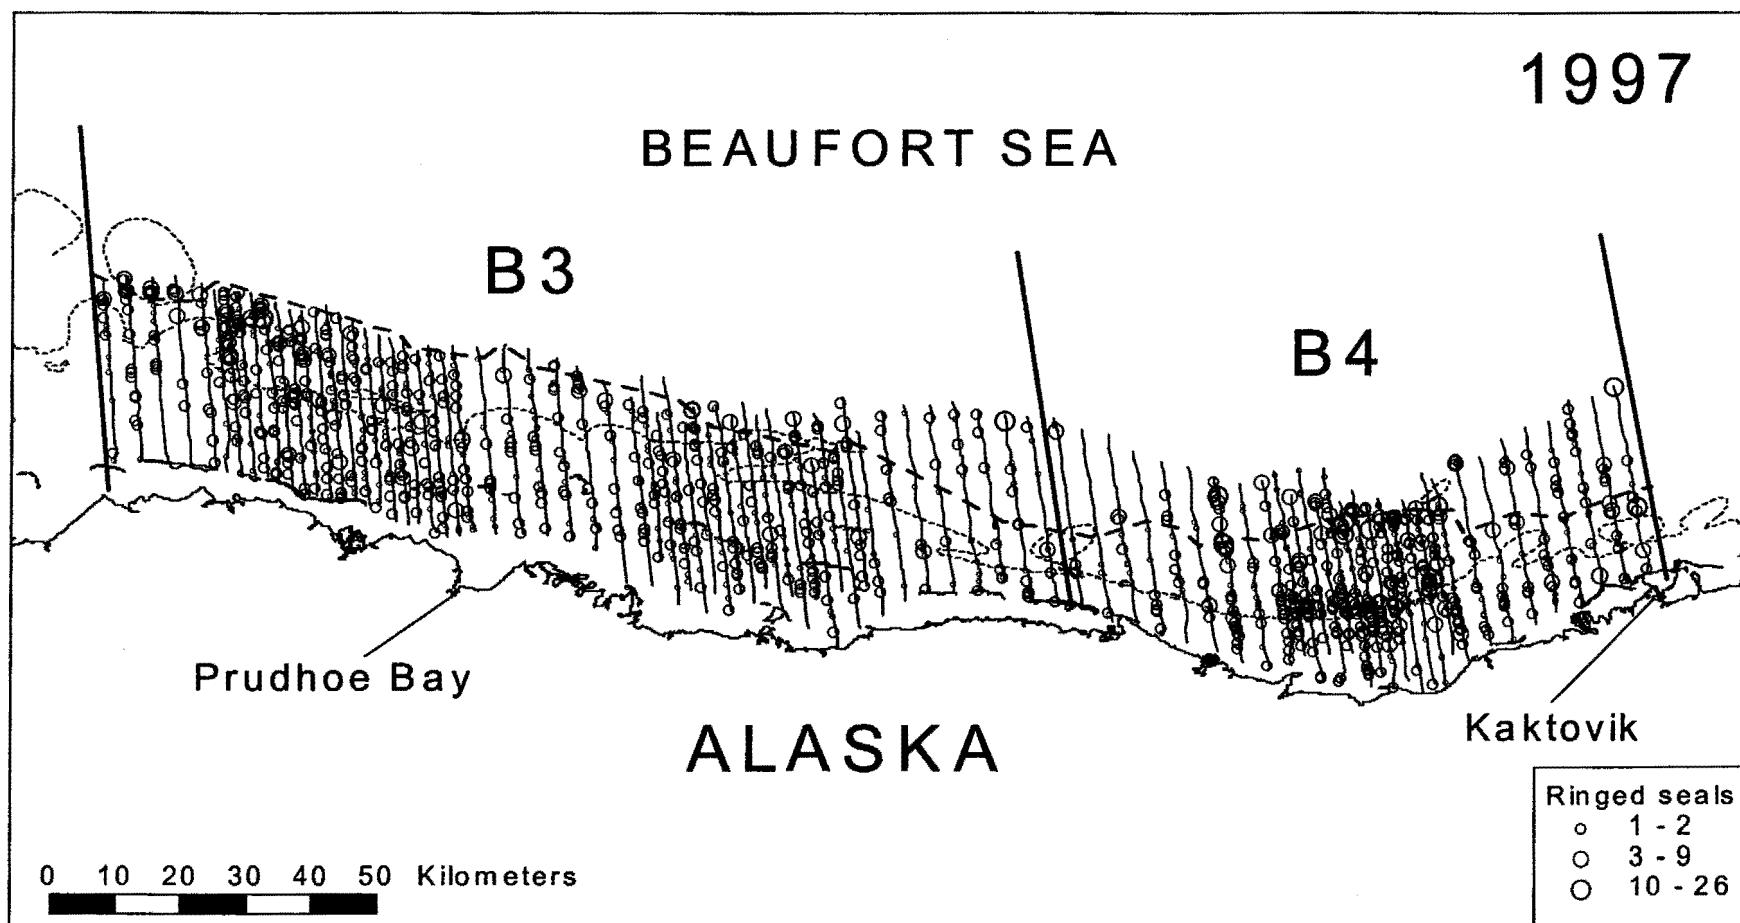 1997
BEAUFORT SEA
B3
B4
Prudhoe Bay
Kaktovik
ALASKA
Ringed seals
1 - 2
3 - 9
10 - 26
0 10 20 30 40 50 Kilometers